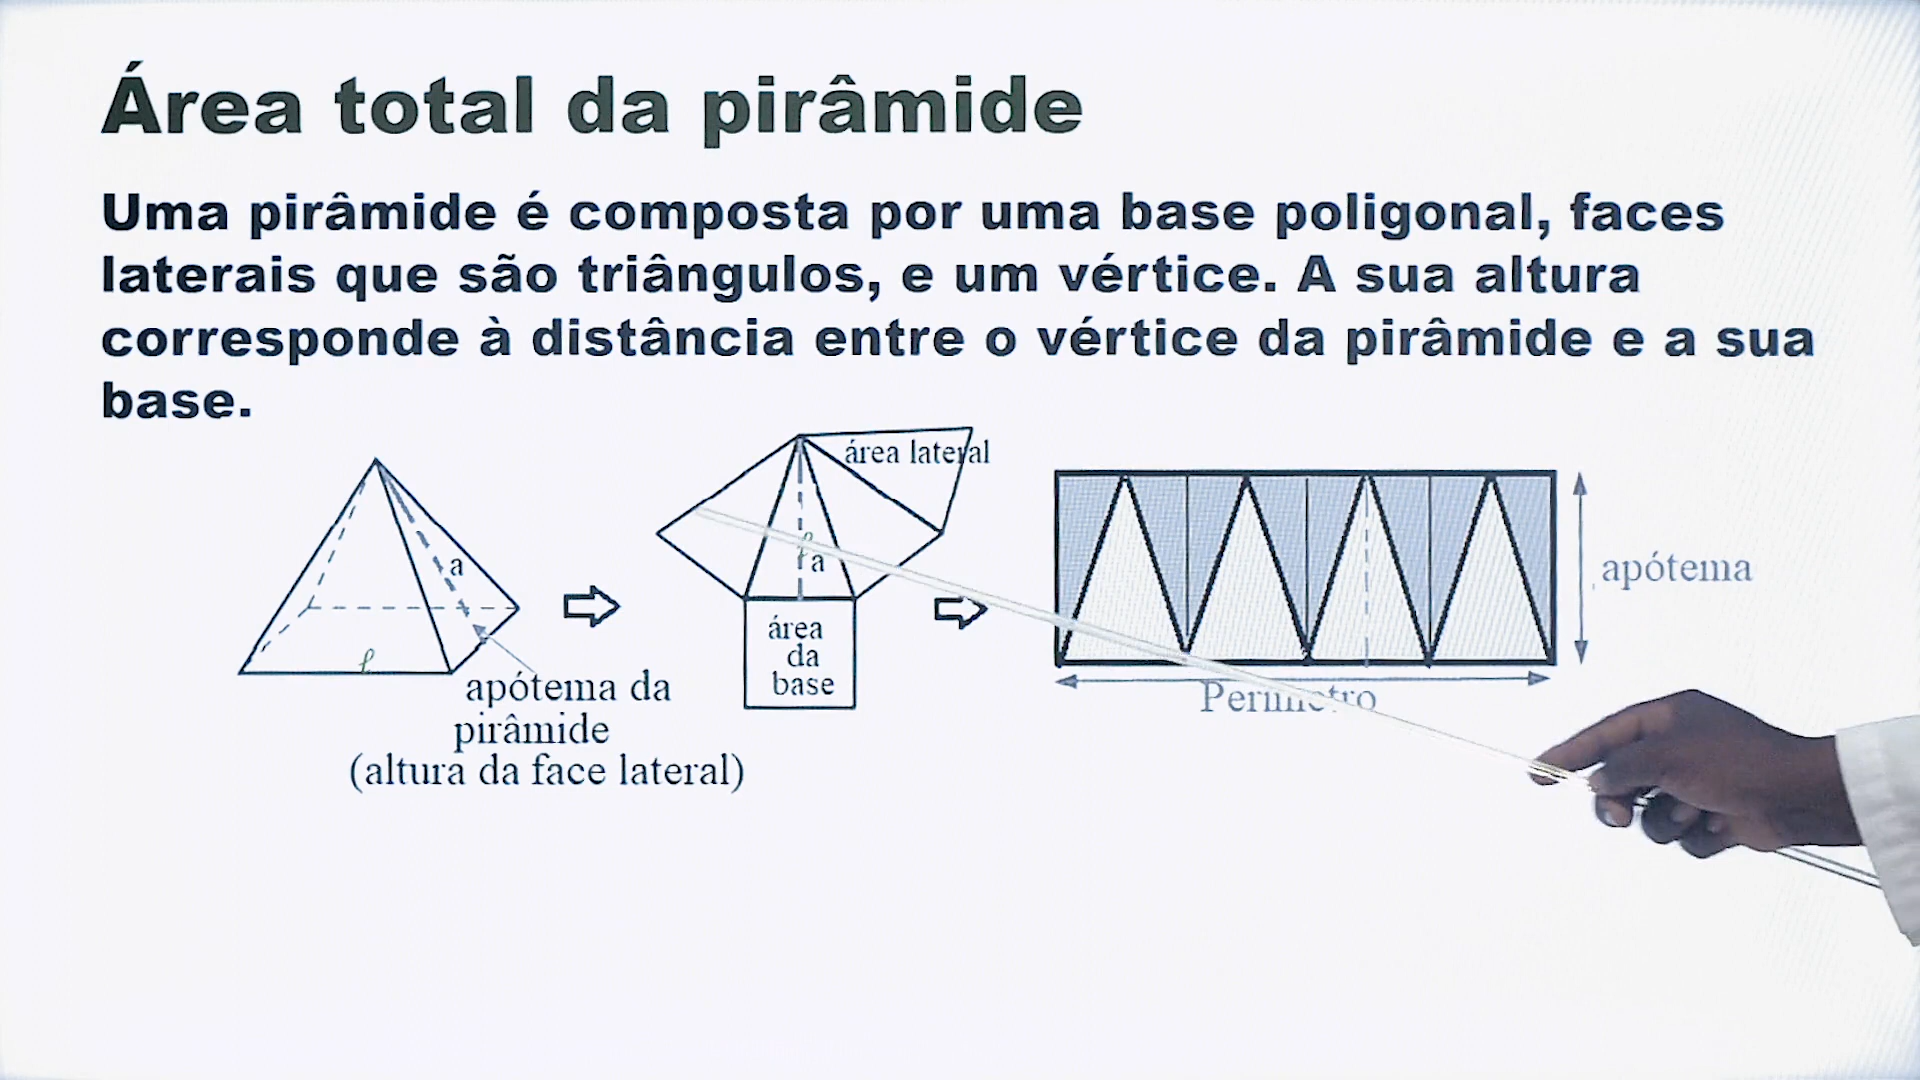 Área total da pirâmide
Uma pirâmide é composta por uma base poligonal, faces
laterais que são triângulos, e um vértice. A sua altura
corresponde à distância entre o vértice da pirâmide e a sua
base.
a
ℓ
apótema da
pirâmide
(altura da face lateral)
área lateral
a
área
da
base
apótema
Perímetro